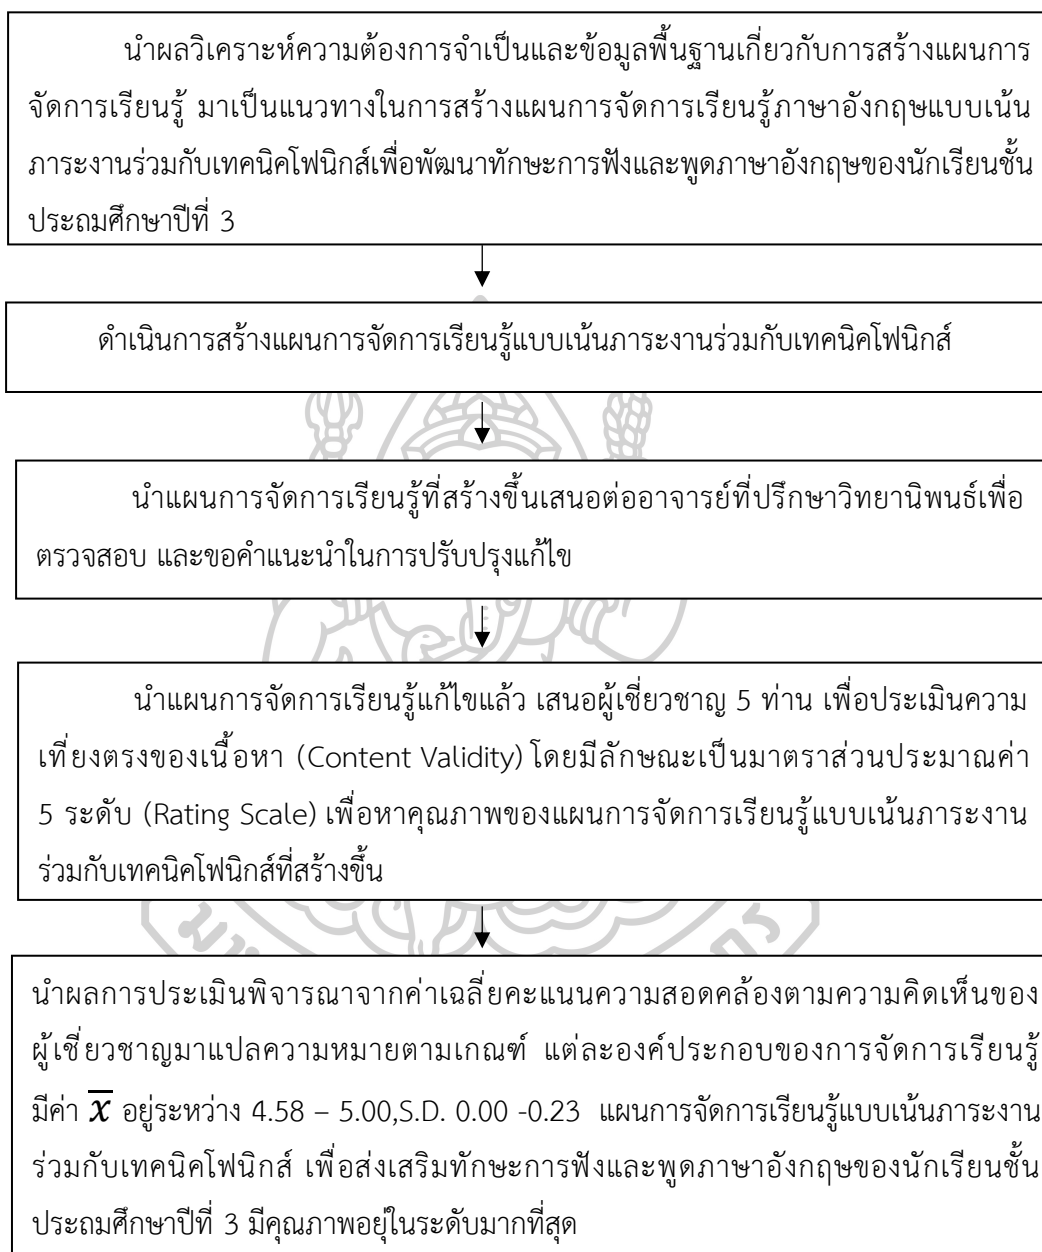 นำผลวิเคราะห์ความต้องการจำเป็นและข้อมูลพื้นฐานเกี่ยวกับการสร้างแผนการ
จัดการเรียนรู้ มาเป็นแนวทางในการสร้างแผนการจัดการเรียนรู้ภาษาอังกฤษแบบเน้น
ภาระงานร่วมกับเทคนิคโฟนิกส์เพื่อพัฒนาทักษะการฟังและพูดภาษาอังกฤษของนักเรียนชั้น
ประถมศึกษาปีที่ 3
ดำเนินการสร้างแผนการจัดการเรียนรู้แบบเน้นภาระงานร่วมกับเทคนิคโฟนิกส์
นำแผนการจัดการเรียนรู้ที่สร้างขึ้นเสนอต่ออาจารย์ที่ปรึกษาวิทยานิพนธ์เพื่อ
ตรวจสอบ และขอคำแนะนำในการปรับปรุงแก้ไข
นำแผนการจัดการเรียนรู้แก้ไขแล้ว เสนอผู้เชี่ยวชาญ 5 ท่าน เพื่อประเมินความ
เที่ยงตรงของเนื้อหา (Content Validity) โดยมีลักษณะเป็นมาตราส่วนประมาณค่า
5 ระดับ (Rating Scale) เพื่อหาคุณภาพของแผนการจัดการเรียนรู้แบบเน้นภาระงาน
ร่วมกับเทคนิคโฟนิกส์ที่สร้างขึ้น
นำผลการประเมินพิจารณาจากค่าเฉลี่ยคะแนนความสอดคล้องตามความคิดเห็นของ
ผู้เชี่ยวชาญมาแปลความหมายตามเกณฑ์ แต่ละองค์ประกอบของการจัดการเรียนรู้
มีค่า x̅ อยู่ระหว่าง 4.58 – 5.00,S.D. 0.00 -0.23 แผนการจัดการเรียนรู้แบบเน้นภาระงาน
ร่วมกับเทคนิคโฟนิกส์ เพื่อส่งเสริมทักษะการฟังและพูดภาษาอังกฤษของนักเรียนชั้น
ประถมศึกษาปีที่ 3 มีคุณภาพอยู่ในระดับมากที่สุด